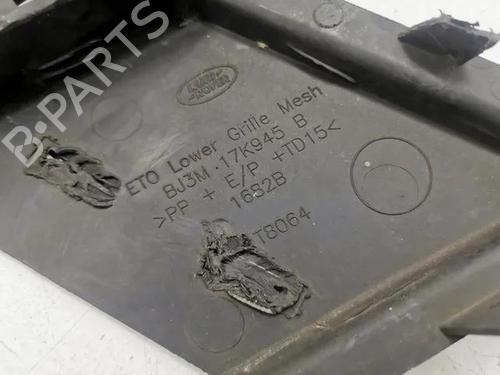 LAND
ROVER
ETO Lower Grille Mesh
BJ3M-17K945 B
>PP + E/P +TD15<
1682B
T8064
B-PARTS